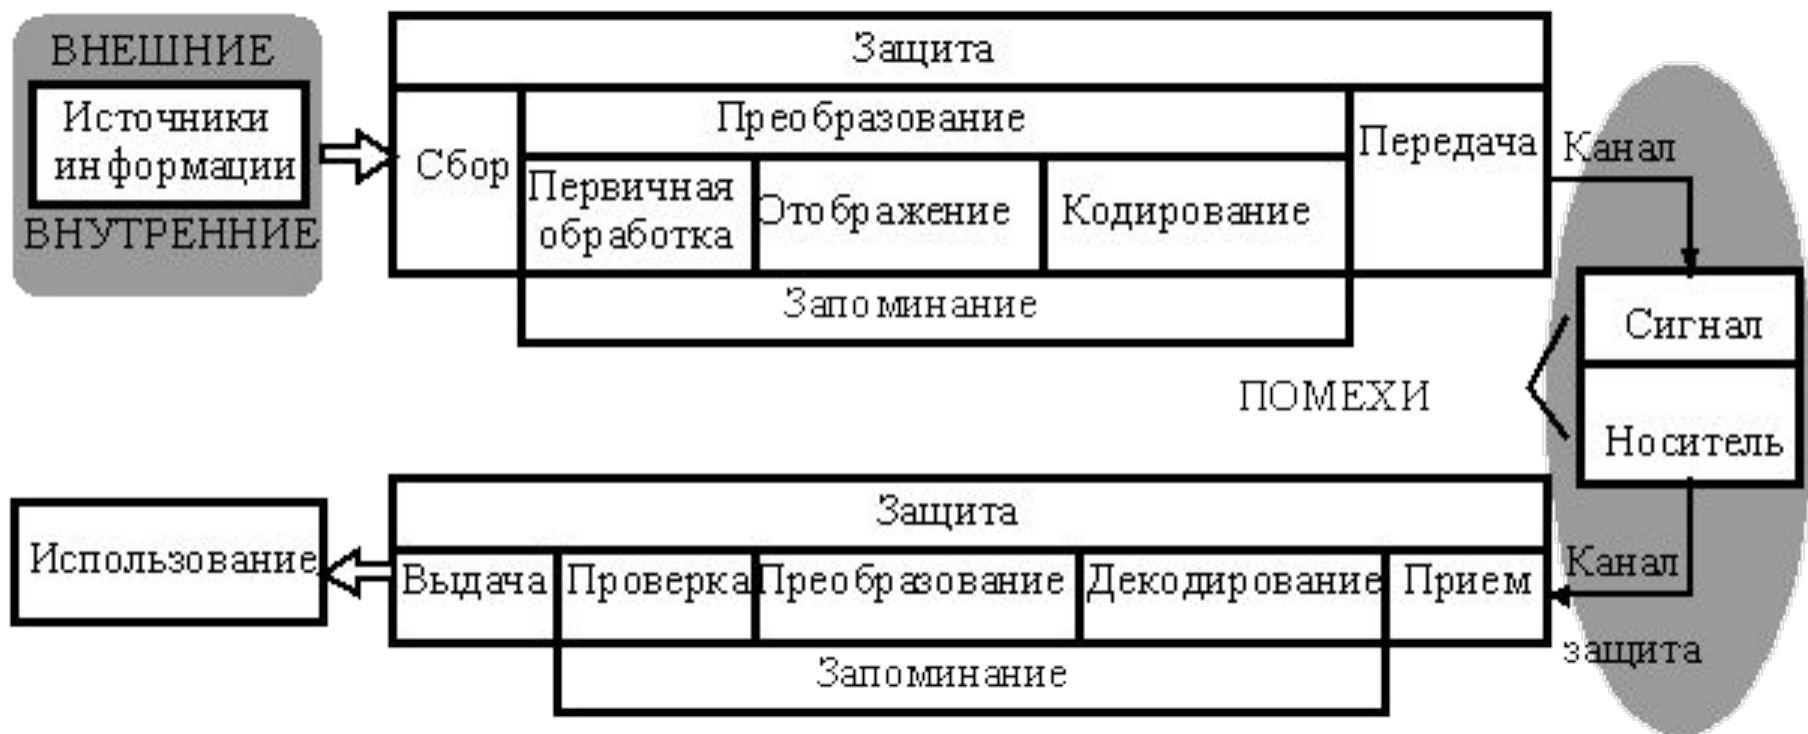 ВНЕШНИЕ
Источники
информации
ВНУТРЕННИЕ
Защита
Сбор
Преобразование
Первичная
обработка
Отображение
Кодирование
Передача
Запоминание
Канал
Сигнал
Носитель
ПОМЕХИ
Канал
защита
Защита
Прием
Декодирование
Преобразование
Проверка
Выдача
Запоминание
Использование